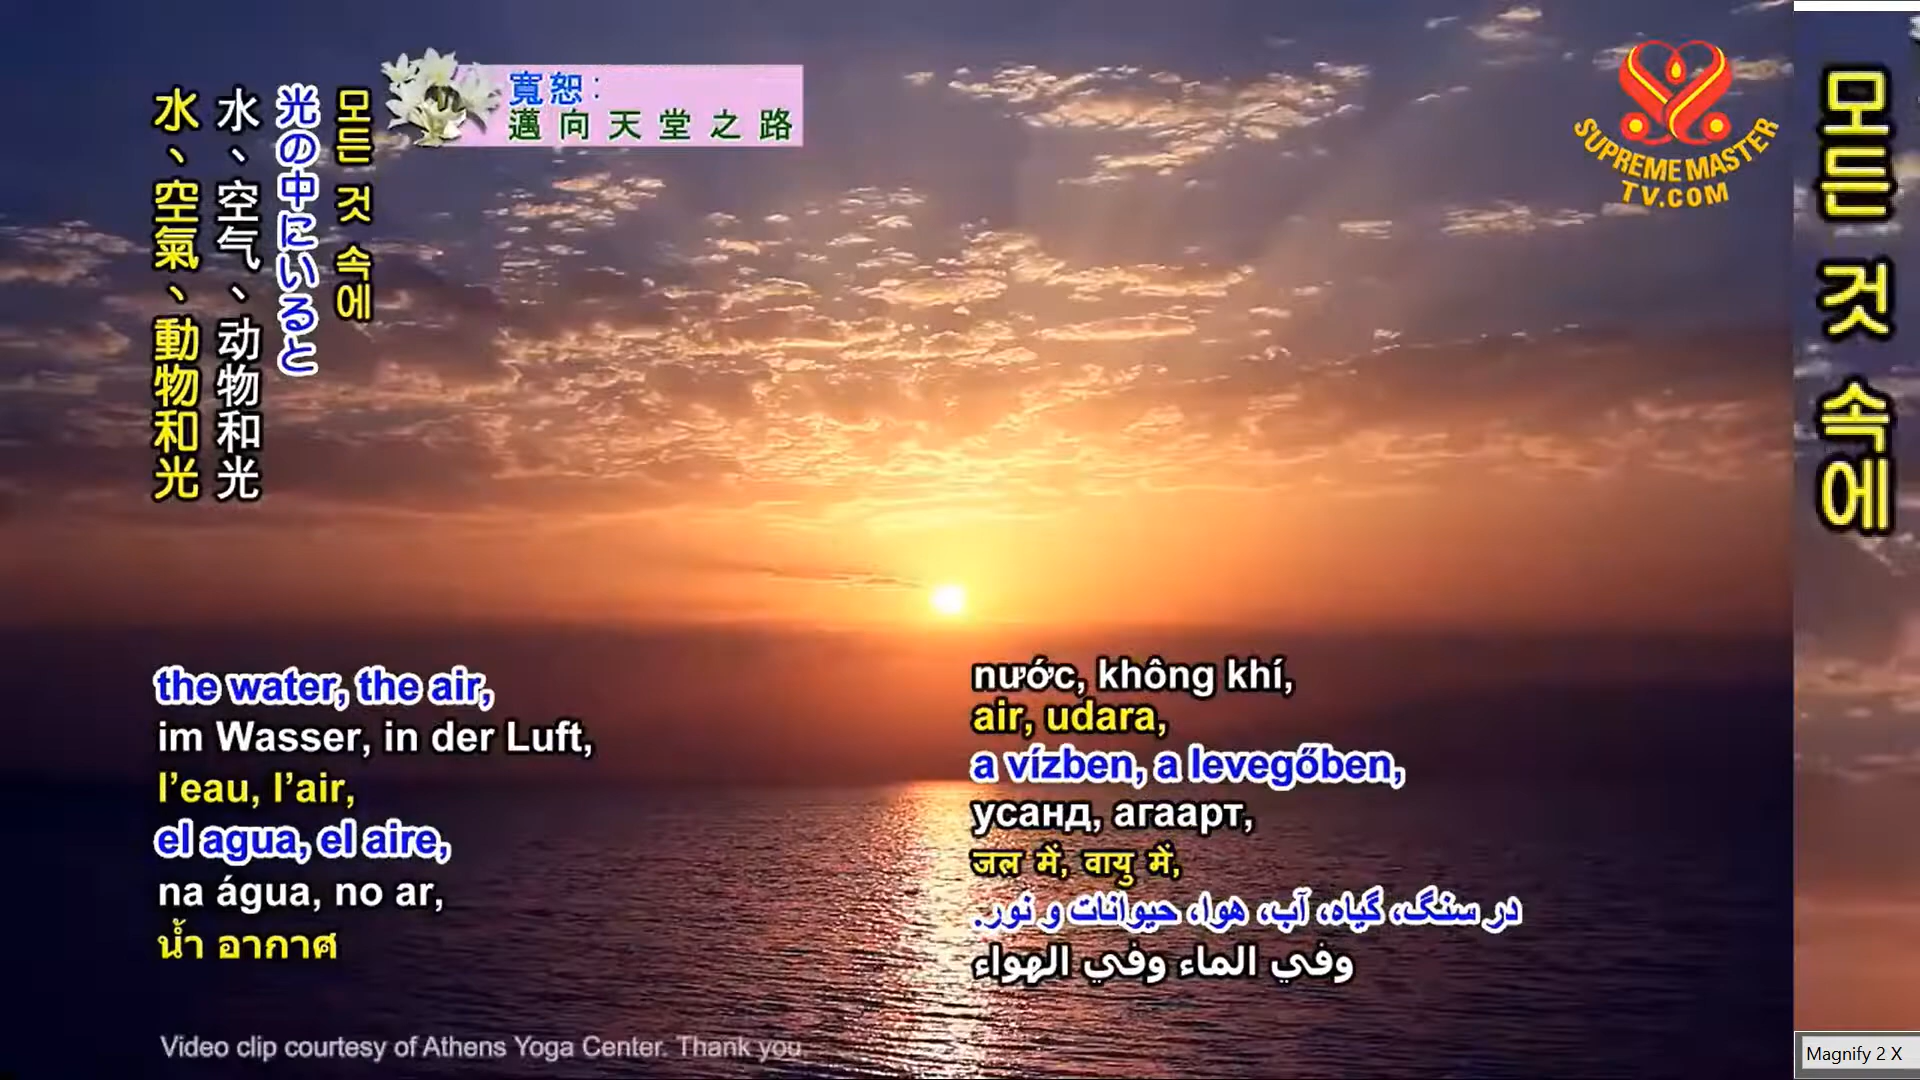 寬恕：
邁向天堂之路
SUPREME MASTER
TV.COM
모든 것 속에
光の中にいると
水、空气、动物和光
水、空氣、動物和光
the water, the air,
im Wasser, in der Luft,
l’eau, l’air,
el agua, el aire,
na água, no ar,
น้ำ อากาศ
nước, không khí,
air, udara,
a vízben, a levegőben,
усанд, агаарт,
जल में, वायु में,
در سنگ، گیاه، آب، هوا، حیوانات و نور.
وفي الماء وفي الهواء
Video clip courtesy of Athens Yoga Center. Thank you.
모든 것 속에
Magnify 2 X